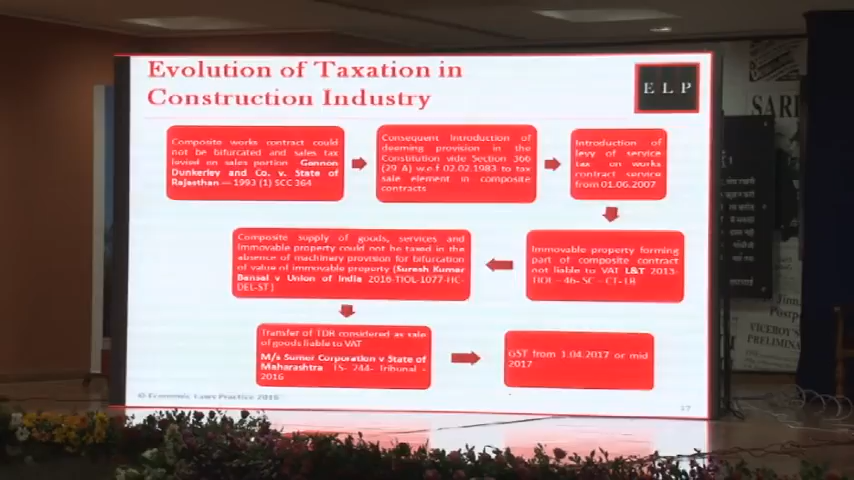 Evolution of Taxation in
Construction Industry
E L P
Composite works contract could
not be bifurcated and sales tax
levied on sales portion Gannon
Dunkerley and Co. v. State of
Rajasthan — 1993 (1) SCC 364
Consequent Introduction of
deeming provision in the
Constitution vide Section 366
(29 A) w.e.f 02.02.1983 to tax
sale element in composite
contracts
Introduction of
levy of service
tax on works
contract service
from 01.06.2007
Composite supply of goods, services and
immovable property could not be taxed in the
absence of machinery provision for bifurcation
of value of immovable property (Suresh Kumar
Bansal v Union of India 2016-TIOL-1077-HC-
DEL-ST)
Immovable property forming
part of composite contract
not liable to VAT L&T 2013-
TIOL - 46- SC - CT-LB
Transfer of TDR considered as sale
of goods liable to VAT
M/s Sumer Corporation v State of
Maharashtra 15- 244- Tribunal -
2016
GST from 1.04.2017 or mid
2017
© Economic Laws Practice 2016
17
SARD
Jinn
Postpo
VICEROY'S
PRELIMINA